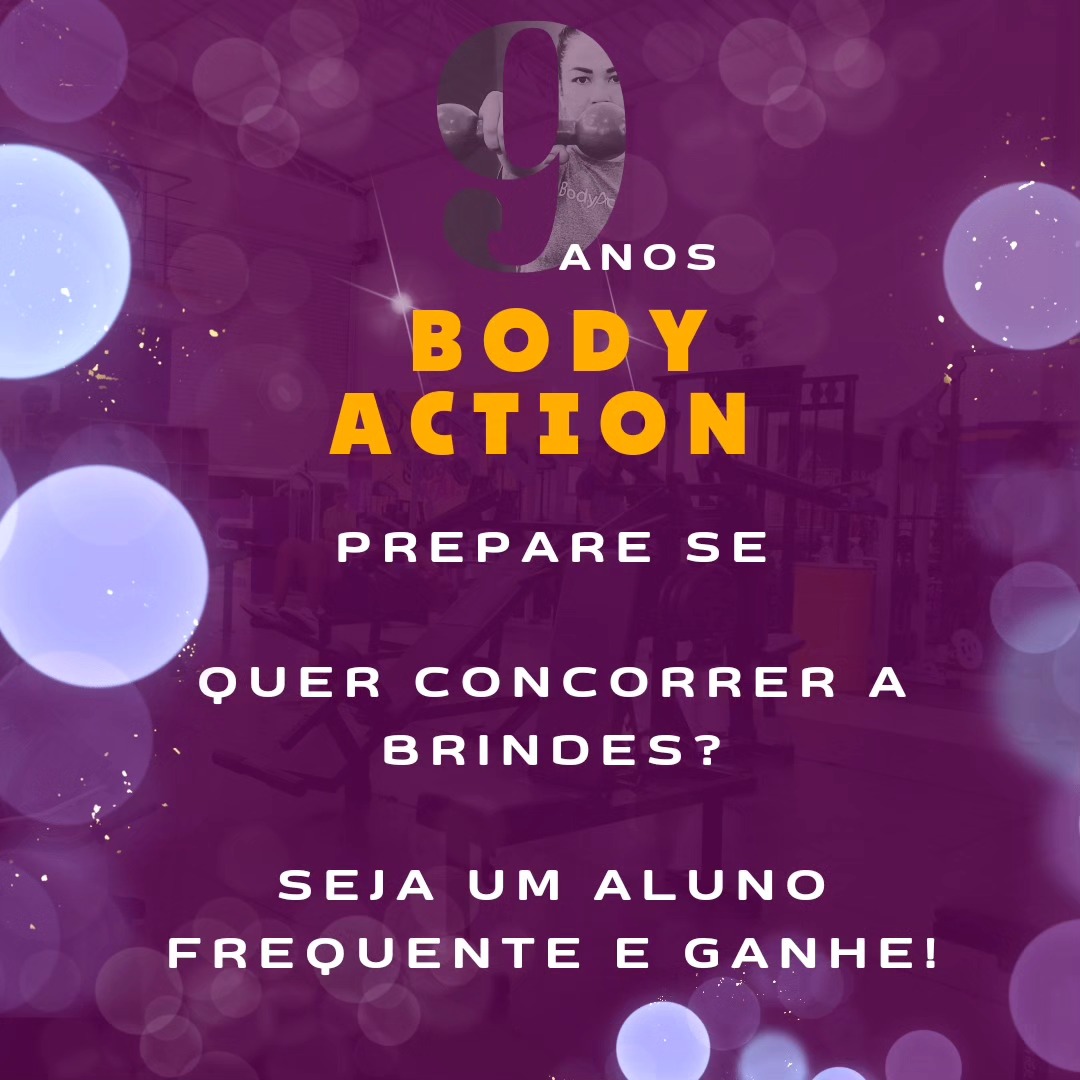 9
ANOS
BODY
ACTION
PREPARE SE
QUER CONCORRER A
BRINDES?
SEJA UM ALUNO
FREQUENTE E GANHE!